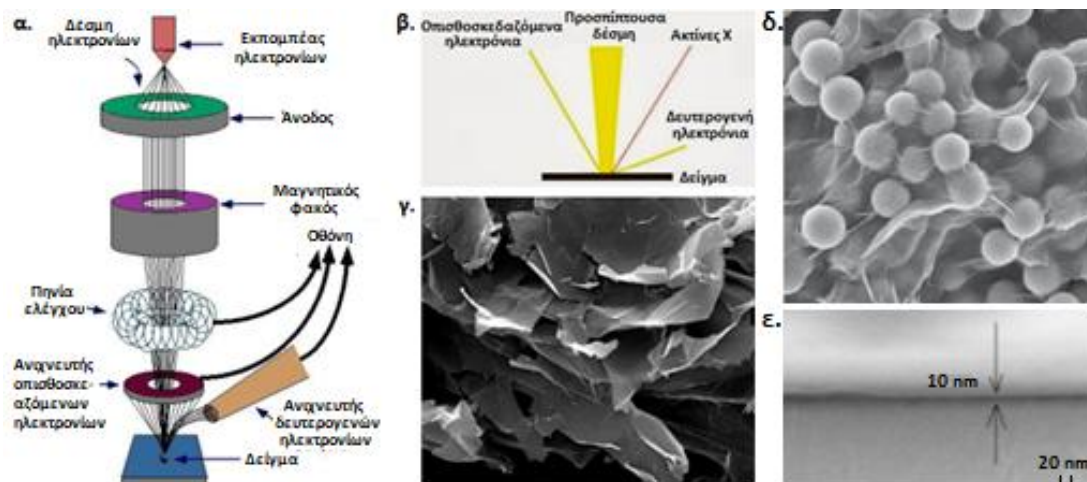 α.
Δέσμη
ηλεκτρονίων
Εκπομπέας
ηλεκτρονίων
Άνοδος
Μαγνητικός
φακός
Οθόνη
Πηνία
ελέγχου
Ανιχνευτής
οπισθοσκε-
αζόμενων
ηλεκτρονίων
Ανιχνευτής
δευτερογενών
ηλεκτρονίων
Δείγμα
β.
Οπισθοσκεδαζόμενα
ηλεκτρόνια
Προσπίπτουσα
δέσμη
Ακτίνες Χ
Δευτερογενή
ηλεκτρόνια
Δείγμα
γ.
δ.
ε.
10 nm
20 nm